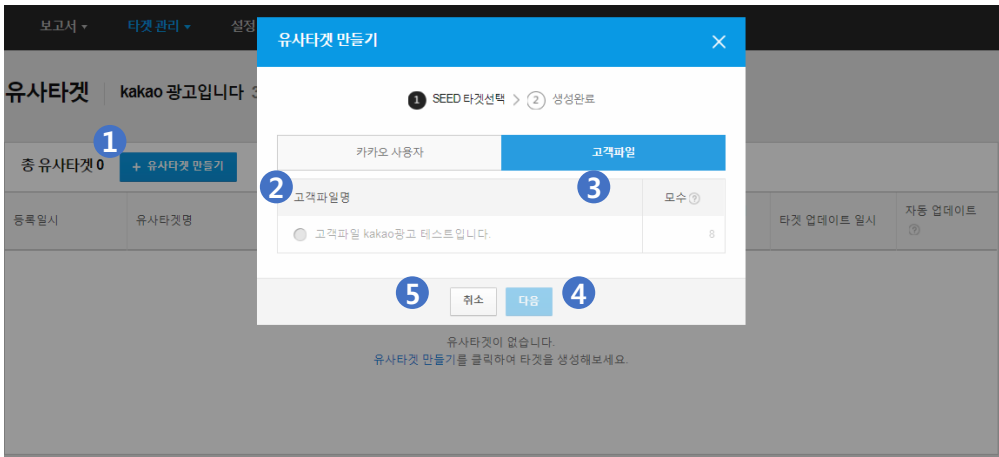 보고서 타겟 관리 설정
유사타겟 만들기
유사타겟 kakao 광고입니다
1 SEED 타겟선택 > 2 생성완료
1
총 유사타겟 0 + 유사타겟 만들기
카카오 사용자 고객파일
2 3
고객파일명 모수 ?
등록일시 유사타겟명 타겟 업데이트 일시 자동 업데이트 ?
고객파일 kakao광고 테스트입니다. 8
5 취소 다음 4
유사타겟이 없습니다.
유사타겟 만들기를 클릭하여 타겟을 생성해보세요.